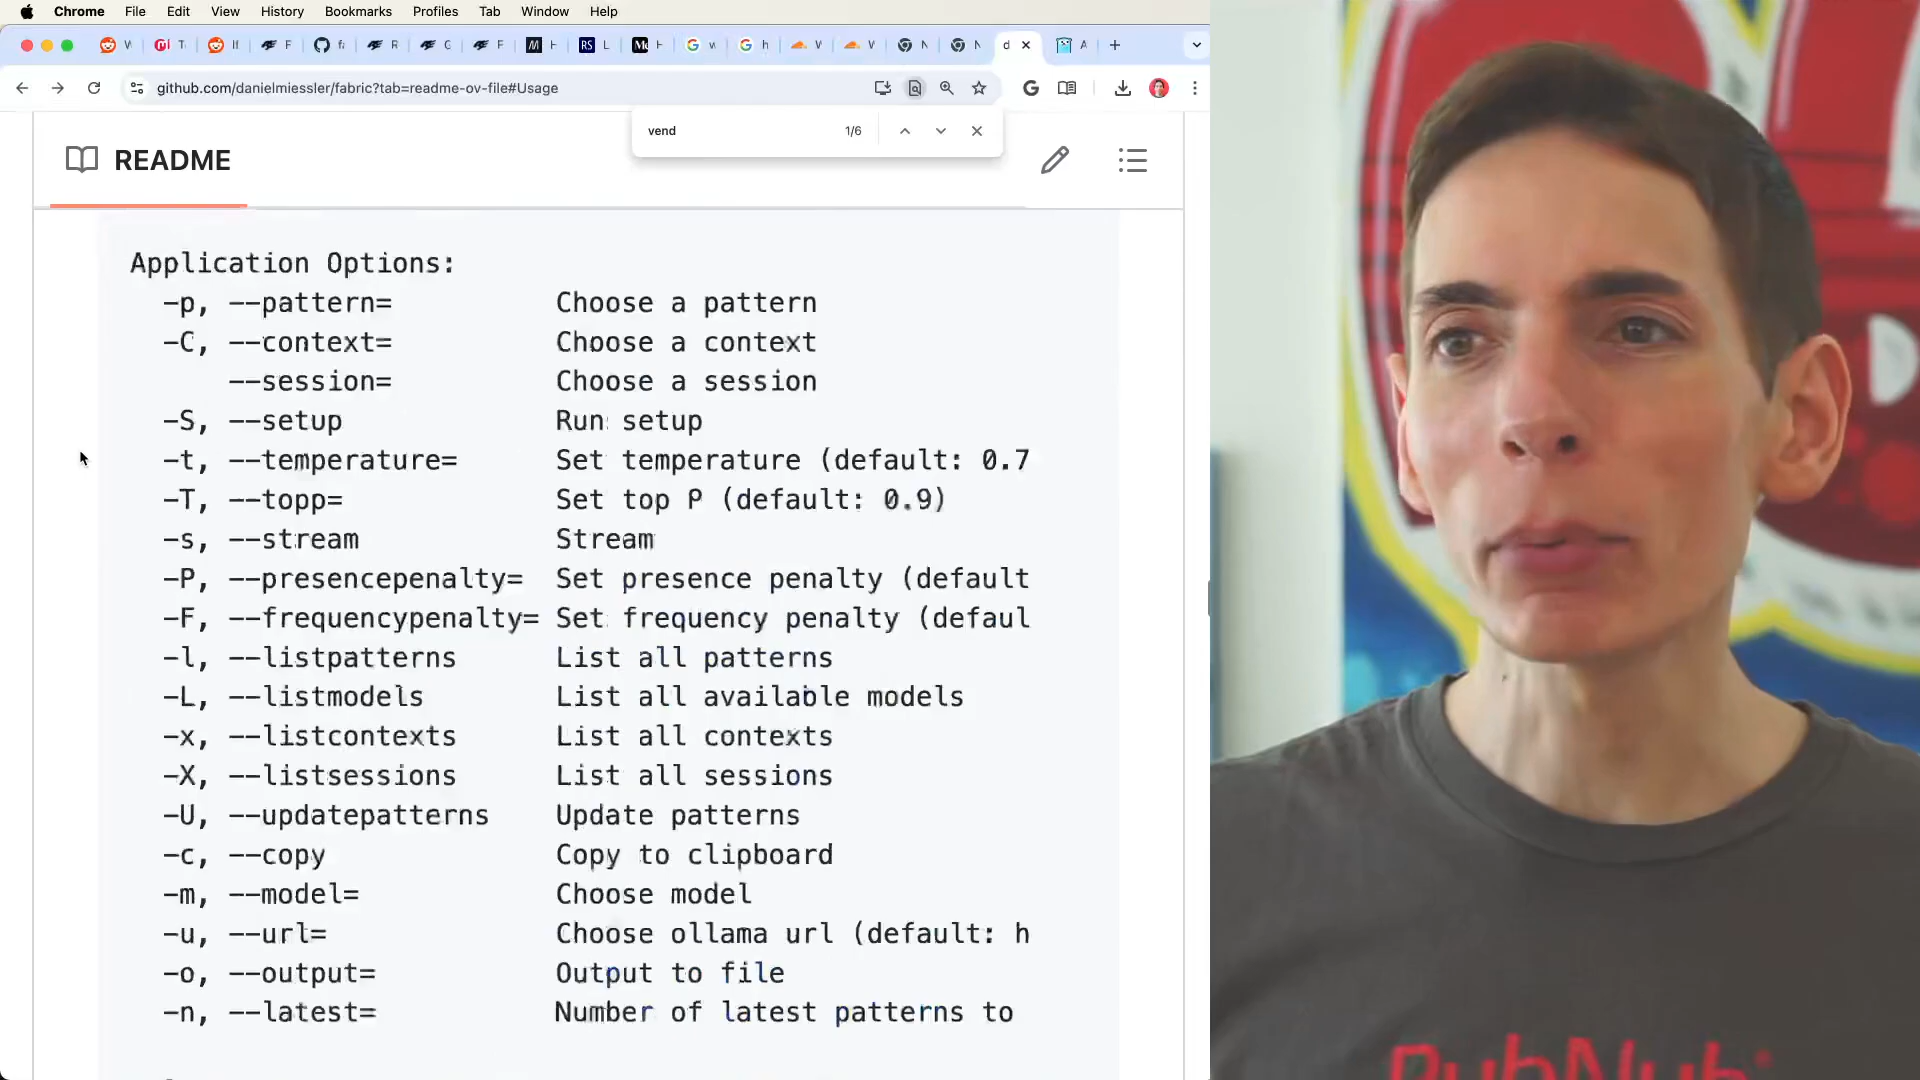 Chrome File Edit View History Bookmarks Profiles Tab Window Help
github.com/danielmiessler/fabric?tab=readme-ov-file#Usage
vend 1/6
README
Application Options:
-p, --pattern= Choose a pattern
-C, --context= Choose a context
--session= Choose a session
-S, --setup Run setup
-t, --temperature= Set temperature (default: 0.7
-T, --topp= Set top P (default: 0.9)
-s, --stream Stream
-P, --presencepenalty= Set presence penalty (default
-F, --frequencypenalty= Set frequency penalty (defaul
-l, --listpatterns List all patterns
-L, --listmodels List all available models
-x, --listcontexts List all contexts
-X, --listsessions List all sessions
-U, --updatepatterns Update patterns
-c, --copy Copy to clipboard
-m, --model= Choose model
-u, --url= Choose ollama url (default: h
-o, --output= Output to file
-n, --latest= Number of latest patterns to
PubNub